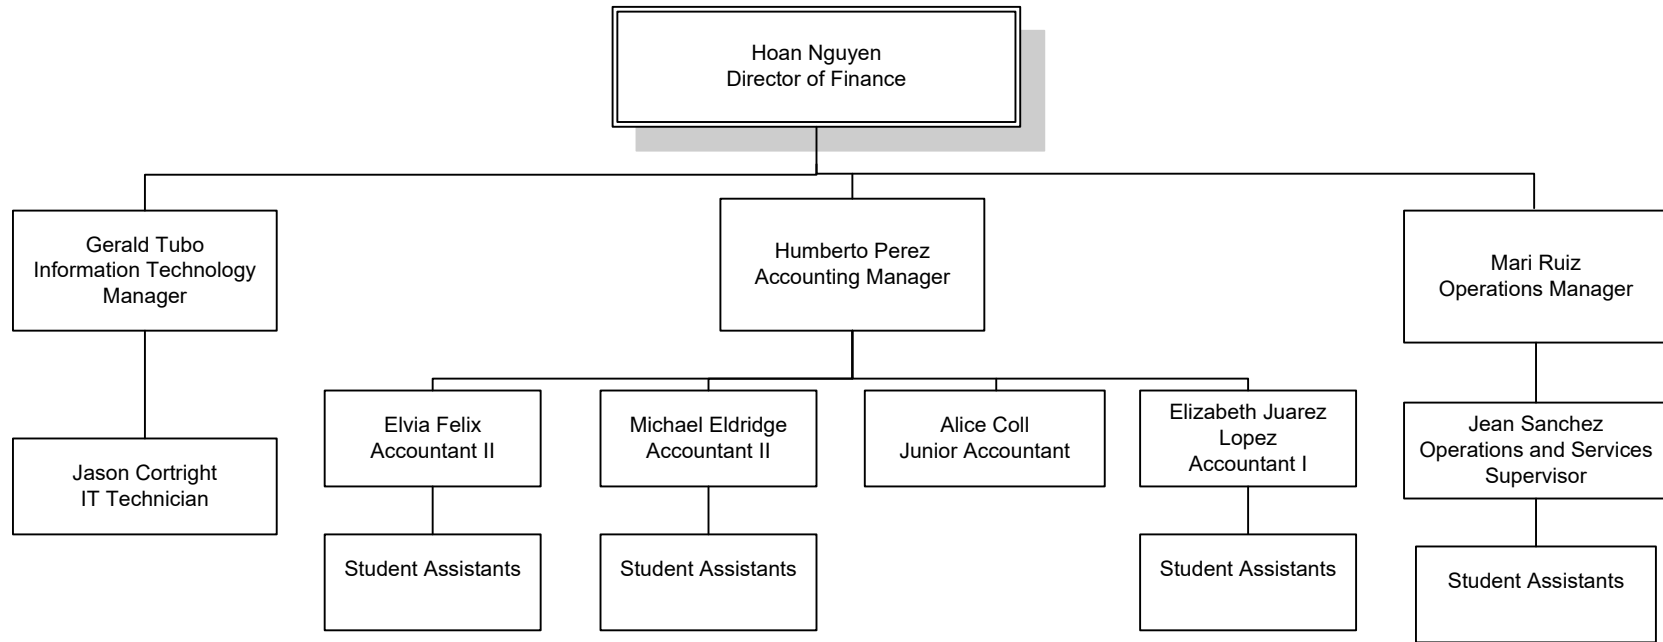 Hoan Nguyen
Director of Finance
Gerald Tubo
Information Technology
Manager
Humberto Perez
Accounting Manager
Mari Ruiz
Operations Manager
Jason Cortright
IT Technician
Elvia Felix
Accountant II
Michael Eldridge
Accountant II
Alice Coll
Junior Accountant
Elizabeth Juarez
Lopez
Accountant I
Jean Sanchez
Operations and Services
Supervisor
Student Assistants
Student Assistants
Student Assistants
Student Assistants